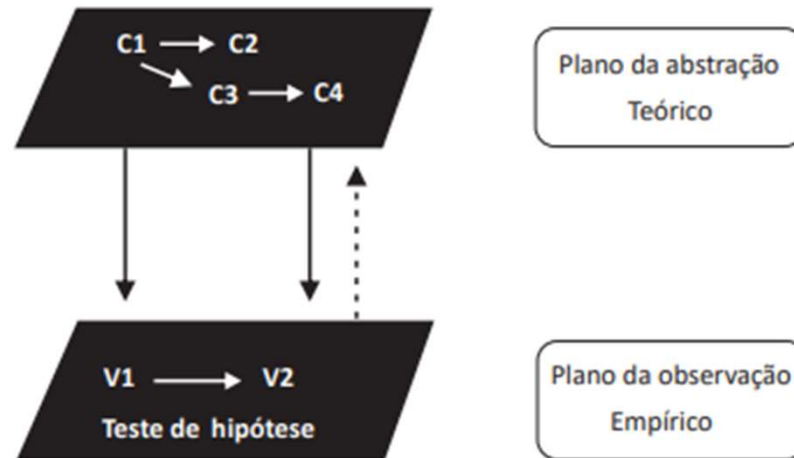 C1 C2
C3 C4
Plano da abstração
Teórico
V1 V2
Teste de hipótese
Plano da observação
Empírico